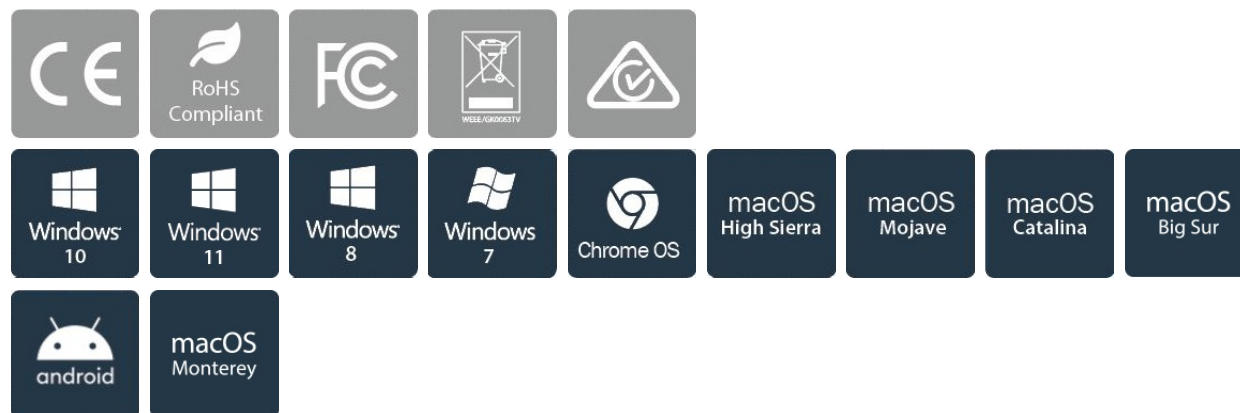 CE
RoHS
Compliant
FC
WEEE/GK0063TV
Windows
10
Windows
11
Windows
8
Windows
7
Chrome OS
macOS
High Sierra
macOS
Mojave
macOS
Catalina
macOS
Big Sur
android
macOS
Monterey